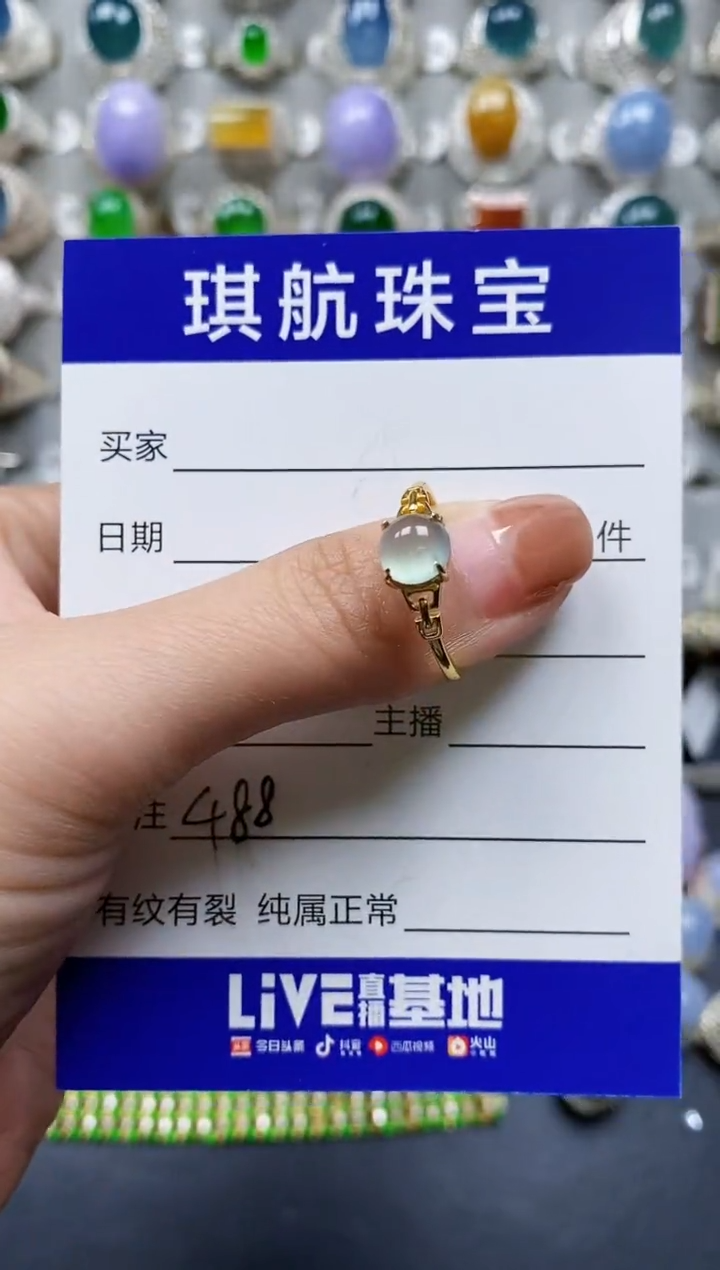 琪航珠宝
买家
日期
件
主播
注 488
有纹有裂 纯属正常
LiVE直播基地
今日头条 抖音 西瓜视频 火山